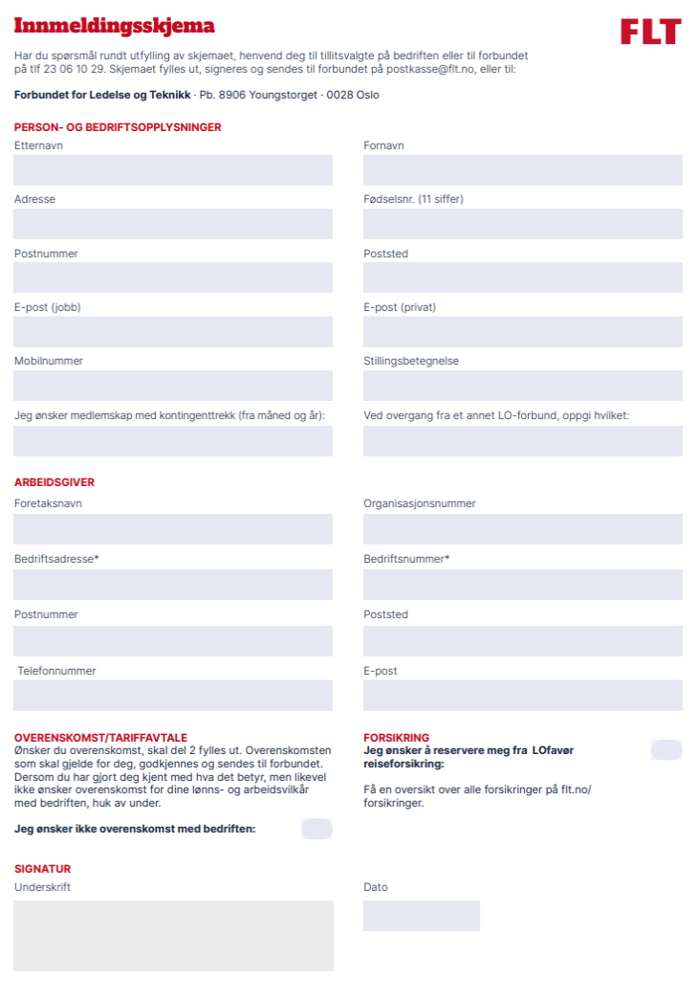 Innmeldingsskjema
FLT
Har du spørsmål rundt utfylling av skjemaet, henvend deg til tillitsvalgte på bedriften eller til forbundet
på tlf 23 06 10 29. Skjemaet fylles ut, signeres og sendes til forbundet på postkasse@flt.no, eller til:
Forbundet for Ledelse og Teknikk · Pb. 8906 Youngstorget · 0028 Oslo
PERSON- OG BEDRIFTSOPPLYSNINGER
Etternavn
Fornavn
Adresse
Fødselsnr. (11 siffer)
Postnummer
Poststed
E-post (jobb)
E-post (privat)
Mobilnummer
Stillingsbetegnelse
Jeg ønsker medlemskap med kontingenttrekk (fra måned og år):
Ved overgang fra et annet LO-forbund, oppgi hvilket:
ARBEIDSGIVER
Foretaksnavn
Organisasjonsnummer
Bedriftsadresse*
Bedriftsnummer*
Postnummer
Poststed
Telefonnummer
E-post
OVERENSKOMST/TARIFFAVTALE
Ønsker du overenskomst, skal del 2 fylles ut. Overenskomsten
som skal gjelde for deg, godkjennes og sendes til forbundet.
Dersom du har gjort deg kjent med hva det betyr, men likevel
ikke ønsker overenskomst for dine lønns- og arbeidsvilkår
med bedriften, huk av under.
Jeg ønsker ikke overenskomst med bedriften:
FORSIKRING
Jeg ønsker å reservere meg fra LOfavør
reiseforsikring:
Få en oversikt over alle forsikringer på flt.no/
forsikringer.
SIGNATUR
Underskrift
Dato